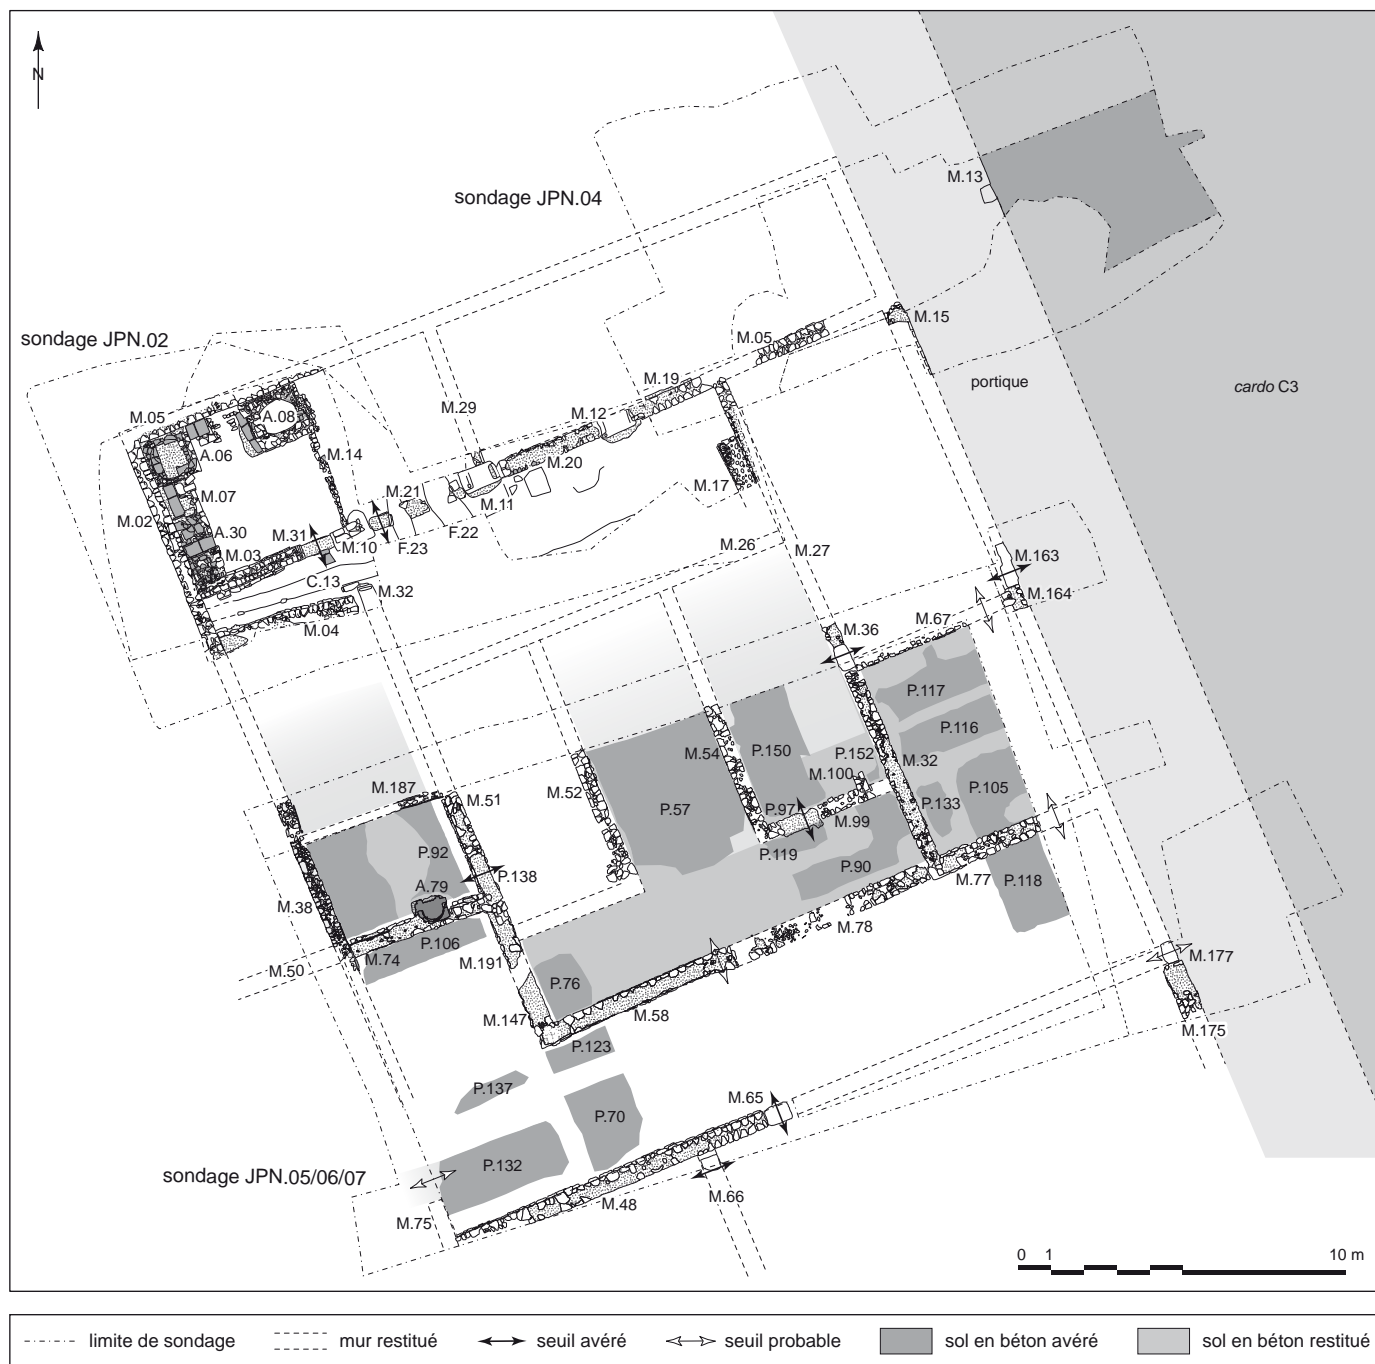 N
sondage JPN.04
M.13
sondage JPN.02
M.15
M.05
portique
cardo C3
M.19
M.05
A.08
M.29
M.12
A.06
M.14
M.20
M.07
M.21
M.17
M.11
M.02
A.30
M.31
F.22
M.10
F.23
M.26
M.27
M.03
M.163
C.13
M.32
M.164
M.04
M.36
M.67
P.117
P.116
M.54
P.150
P.152
M.100
M.32
M.187
M.51
M.52
P.57
P.105
P.97
P.133
M.99
P.92
P.119
P.90
P.138
A.79
M.77
P.118
M.38
M.78
P.106
M.74
M.191
M.50
M.177
P.76
M.147
M.58
M.175
P.123
P.137
M.65
P.70
P.132
sondage JPN.05/06/07
M.66
M.48
M.75
0 1 10 m
limite de sondage mur restitué seuil avéré seuil probable sol en béton avéré sol en béton restitué